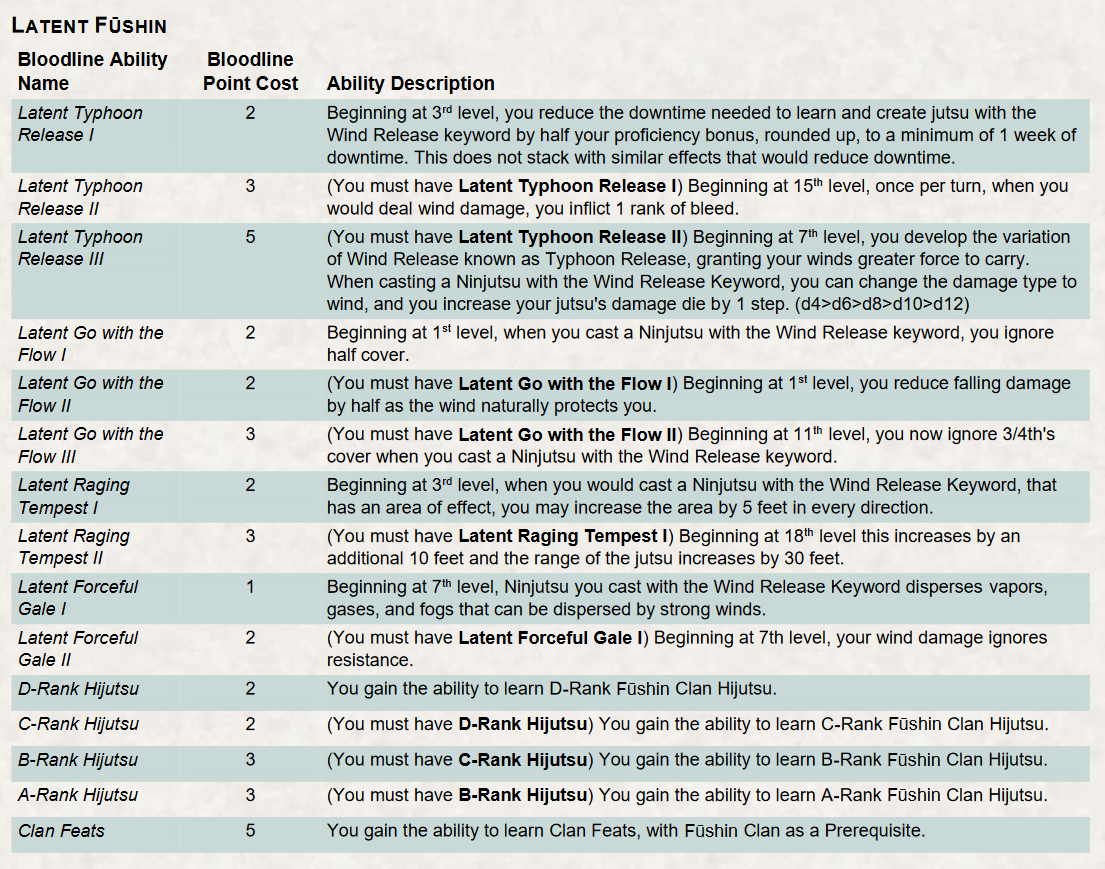 LATENT FŪSHIN
Bloodline Ability Name
Bloodline Point Cost
Ability Description
Latent Typhoon Release I
2
Beginning at 3rd level, you reduce the downtime needed to learn and create jutsu with the
Wind Release keyword by half your proficiency bonus, rounded up, to a minimum of 1 week of
downtime. This does not stack with similar effects that would reduce downtime.
Latent Typhoon Release II
3
(You must have Latent Typhoon Release I) Beginning at 15th level, once per turn, when you
would deal wind damage, you inflict 1 rank of bleed.
Latent Typhoon Release III
5
(You must have Latent Typhoon Release II) Beginning at 7th level, you develop the variation
of Wind Release known as Typhoon Release, granting your winds greater force to carry.
When casting a Ninjutsu with the Wind Release Keyword, you can change the damage type to
wind, and you increase your jutsu's damage die by 1 step. (d4>d6>d8>d10>d12)
Latent Go with the Flow I
2
Beginning at 1st level, when you cast a Ninjutsu with the Wind Release keyword, you ignore
half cover.
Latent Go with the Flow II
2
(You must have Latent Go with the Flow I) Beginning at 1st level, you reduce falling damage
by half as the wind naturally protects you.
Latent Go with the Flow III
3
(You must have Latent Go with the Flow II) Beginning at 11th level, you now ignore 3/4th's
cover when you cast a Ninjutsu with the Wind Release keyword.
Latent Raging Tempest I
2
Beginning at 3rd level, when you would cast a Ninjutsu with the Wind Release Keyword, that
has an area of effect, you may increase the area by 5 feet in every direction.
Latent Raging Tempest II
3
(You must have Latent Raging Tempest I) Beginning at 18th level this increases by an
additional 10 feet and the range of the jutsu increases by 30 feet.
Latent Forceful Gale I
1
Beginning at 7th level, Ninjutsu you cast with the Wind Release Keyword disperses vapors,
gases, and fogs that can be dispersed by strong winds.
Latent Forceful Gale II
2
(You must have Latent Forceful Gale I) Beginning at 7th level, your wind damage ignores
resistance.
D-Rank Hijutsu
2
You gain the ability to learn D-Rank Fūshin Clan Hijutsu.
C-Rank Hijutsu
2
(You must have D-Rank Hijutsu) You gain the ability to learn C-Rank Fūshin Clan Hijutsu.
B-Rank Hijutsu
3
(You must have C-Rank Hijutsu) You gain the ability to learn B-Rank Fūshin Clan Hijutsu.
A-Rank Hijutsu
3
(You must have B-Rank Hijutsu) You gain the ability to learn A-Rank Fūshin Clan Hijutsu.
Clan Feats
5
You gain the ability to learn Clan Feats, with Fūshin Clan as a Prerequisite.